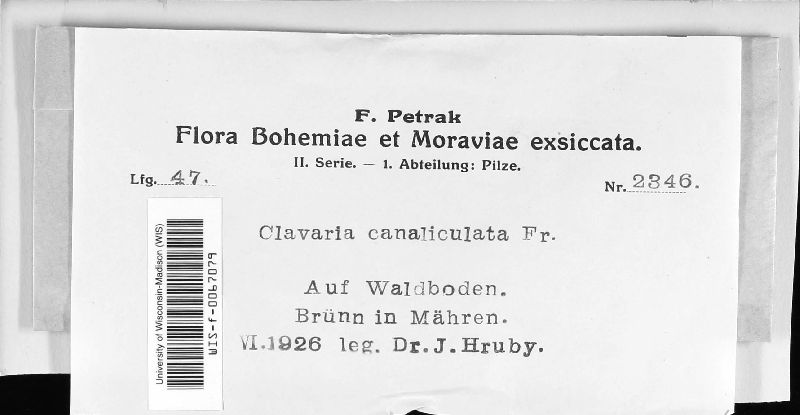 F. Petrak
Flora Bohemiae et Moraviae exsiccata.
II. Serie. — 1. Abteilung: Pilze.
Lfg. 47.
Nr. 2346.
Clavaria canaliculata Fr.
Auf Waldboden.
Brünn in Mähren.
VI.1926 leg. Dr.J.Hruby.
University of Wisconsin-Madison (WIS)
WIS-f-0067079